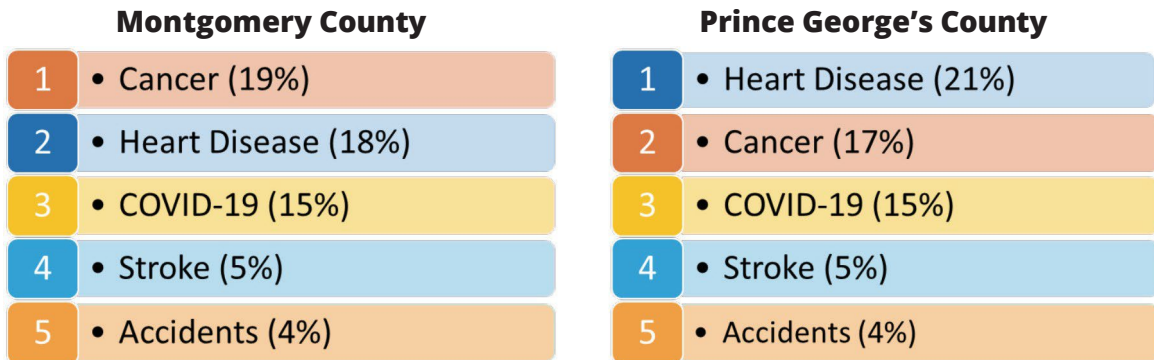 Montgomery County
1 • Cancer (19%)
2 • Heart Disease (18%)
3 • COVID-19 (15%)
4 • Stroke (5%)
5 • Accidents (4%)
Prince George’s County
1 • Heart Disease (21%)
2 • Cancer (17%)
3 • COVID-19 (15%)
4 • Stroke (5%)
5 • Accidents (4%)